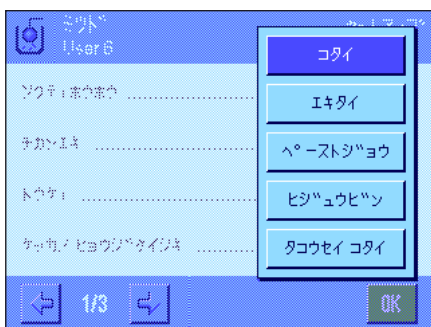 ミツド
User 6
コタイ
ソクテイホウホウ
エキタイ
チカンエキ
ペーストジョウ
トウケイ
ヒジュウビン
ケッカノ ヒョウジケイシキ
タコウセイ コタイ
1/3
OK